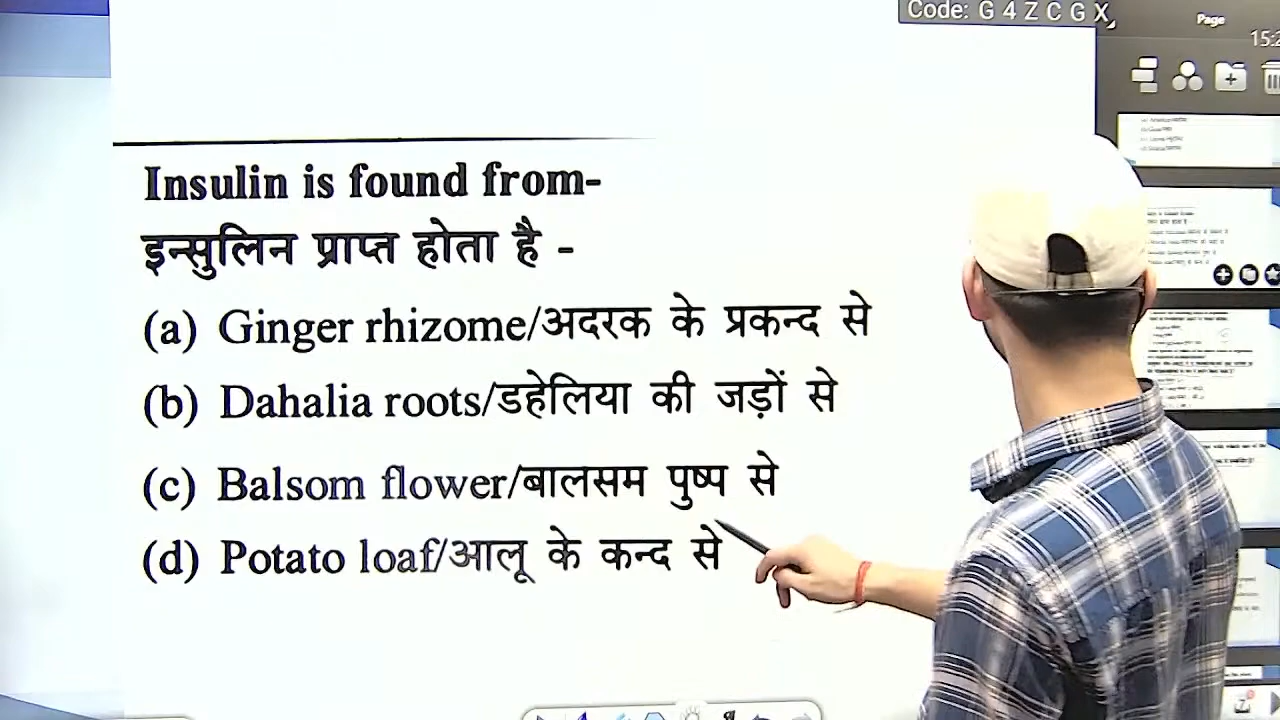 Code: G 4 Z C G X
Page
Insulin is found from-
इन्सुलिन प्राप्त होता है -
(a) Ginger rhizome/अदरक के प्रकन्द से
(b) Dahalia roots/डहेलिया की जड़ों से
(c) Balsom flower/बालसम पुष्प से
(d) Potato loaf/आलू के कन्द से